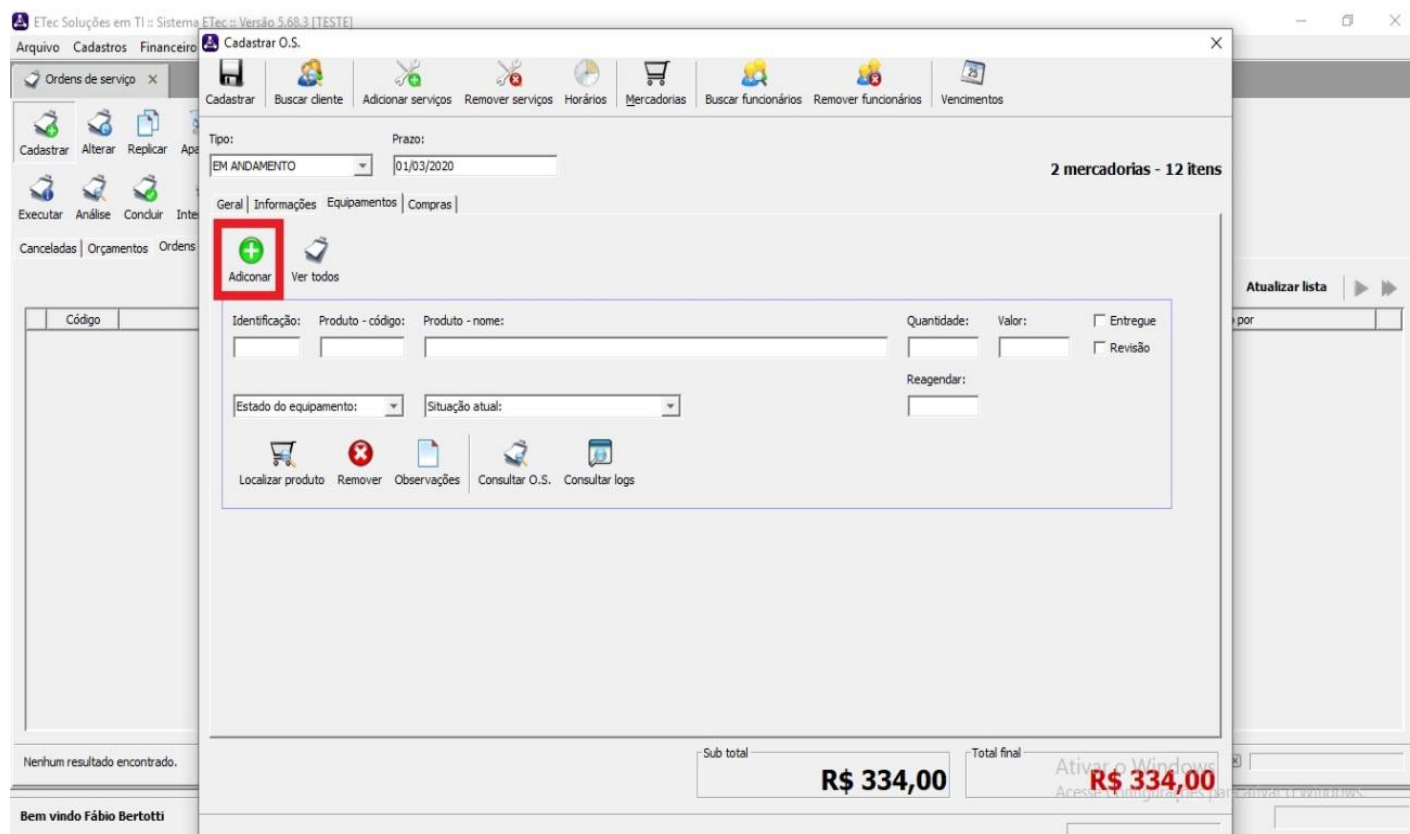 ETec Soluções em TI :: Sistema ETec :: Versão 5.68.3 [TESTE]
Arquivo Cadastros Financeiro
Cadastrar O.S.
Ordens de serviço
Cadastrar Buscar cliente Adicionar serviços Remover serviços Horários Mercadorias Buscar funcionários Remover funcionários Vencimentos
Cadastrar Alterar Replicar
Tipo: Prazo:
EM ANDAMENTO 01/03/2020
2 mercadorias - 12 itens
Executar Análise Concluir
Geral Informações Equipamentos Compras
Canceladas Orçamentos Ordens
Adiconar Ver todos
Atualizar lista
Código
por
Identificação: Produto - código: Produto - nome: Quantidade: Valor: Entregue
Revisão
Reagendar:
Estado do equipamento: Situação atual:
Localizar produto Remover Observações Consultar O.S. Consultar logs
Nenhum resultado encontrado.
Sub total Total final
R$ 334,00 R$ 334,00
Ativar o Windows
Acesse Configurações para ativar o Windows.
Bem vindo Fábio Bertotti